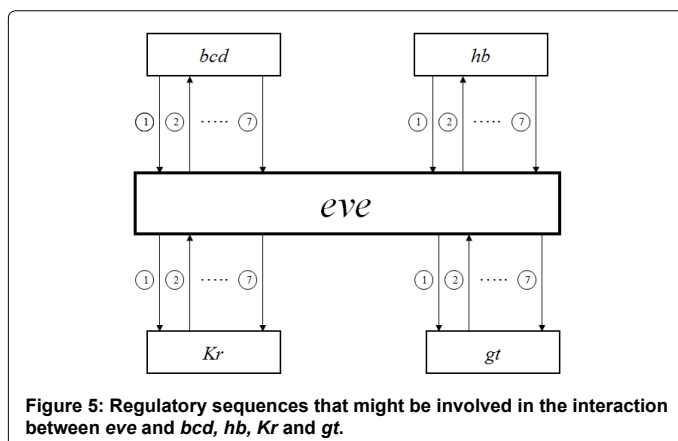 bcd
hb
1 2 ..... 7
1 2 ..... 7
eve
1 2 ..... 7
1 2 ..... 7
Kr
gt
Figure 5: Regulatory sequences that might be involved in the interaction
between eve and bcd, hb, Kr and gt.